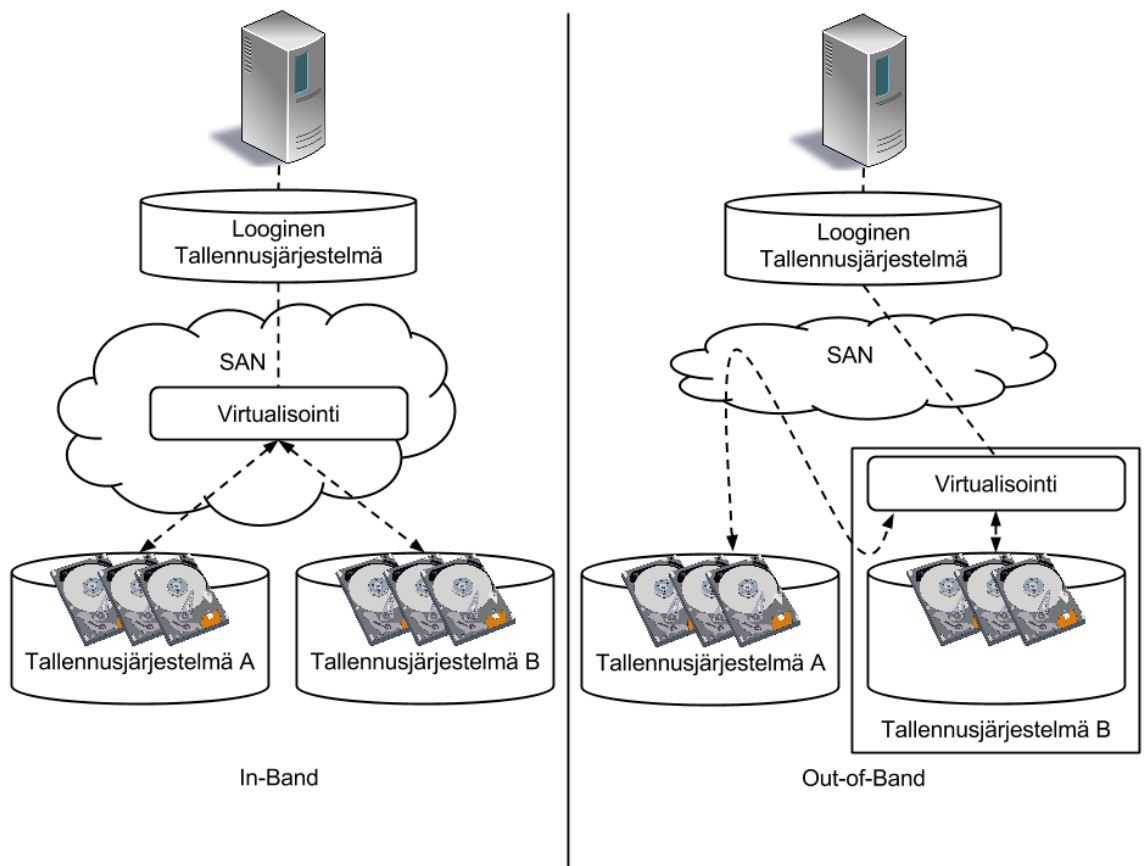 Looginen
Tallennusjärjestelmä
SAN
Virtualisointi
Tallennusjärjestelmä A
Tallennusjärjestelmä B
In-Band
Looginen
Tallennusjärjestelmä
SAN
Virtualisointi
Tallennusjärjestelmä A
Tallennusjärjestelmä B
Out-of-Band